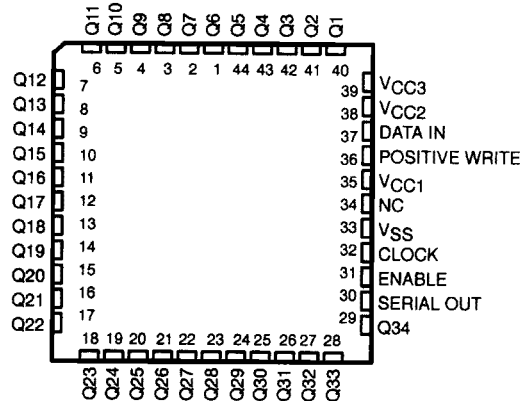 Q11 Q10 Q9 Q8 Q7 Q6 Q5 Q4 Q3 Q2 Q1
6 5 4 3 2 1 44 43 42 41 40
Q12 7
Q13 8
Q14 9
Q15 10
Q16 11
Q17 12
Q18 13
Q19 14
Q20 15
Q21 16
Q22 17
39 VCC3
38 VCC2
37 DATA IN
36 POSITIVE WRITE
35 VCC1
34 NC
33 VSS
32 CLOCK
31 ENABLE
30 SERIAL OUT
29 Q34
18 19 20 21 22 23 24 25 26 27 28
Q23 Q24 Q25 Q26 Q27 Q28 Q29 Q30 Q31 Q32 Q33